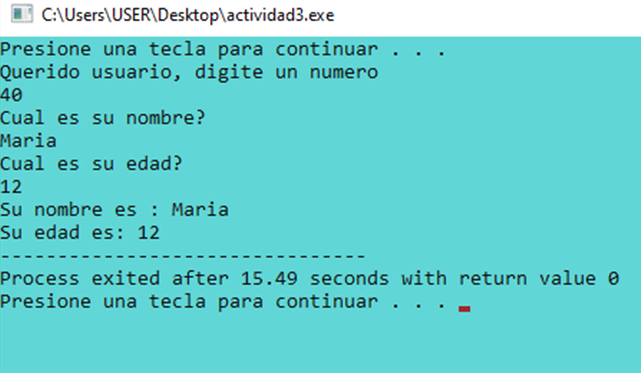 C:\Users\USER\Desktop\actividad3.exe
Presione una tecla para continuar . . .
Querido usuario, digite un numero
40
Cual es su nombre?
Maria
Cual es su edad?
12
Su nombre es : Maria
Su edad es: 12
--------------------------------
Process exited after 15.49 seconds with return value 0
Presione una tecla para continuar . . .